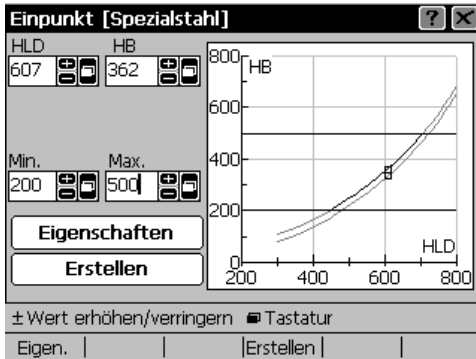 Einpunkt [Spezialstahl] ? X
HLD HB
607 362
Min. Max.
200 500
Eigenschaften
Erstellen
800 HB
600
400
200
0
HLD
200 400 600 800
± Wert erhöhen/verringern Tastatur
Eigen. | | |Erstellen | |